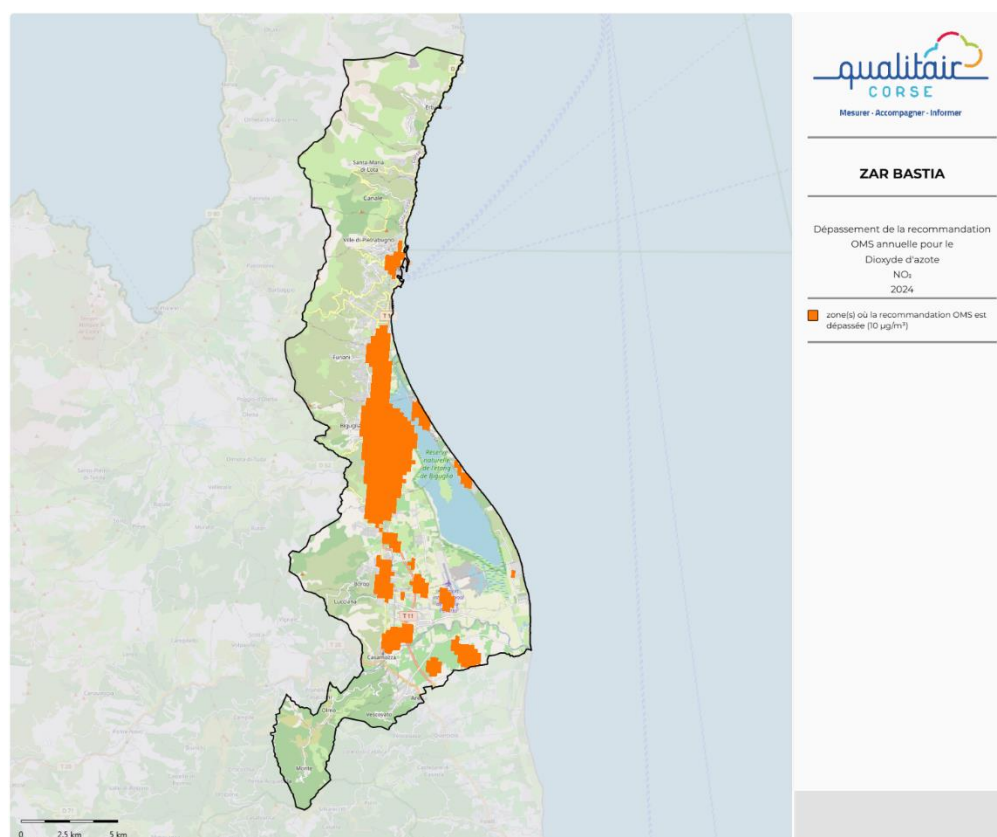 Erbalunga
Santa-Maria
di-Lota
Canale
Ville-di-Pietrabugno
T 11
Furiani
Biguglia
Réserve
naturelle
de l'étang
de Biguglia
Borgo
Lucciana
T11
Casamozza
Olmo
Vescovato
Monte
0 2.5 km 5 km
qualitair
CORSE
Mesurer - Accompagner - Informer
ZAR BASTIA
Dépassement de la recommandation
OMS annuelle pour le
Dioxyde d'azote
NO₂
2024
zone(s) où la recommandation OMS est
dépassée (10 µg/m³)